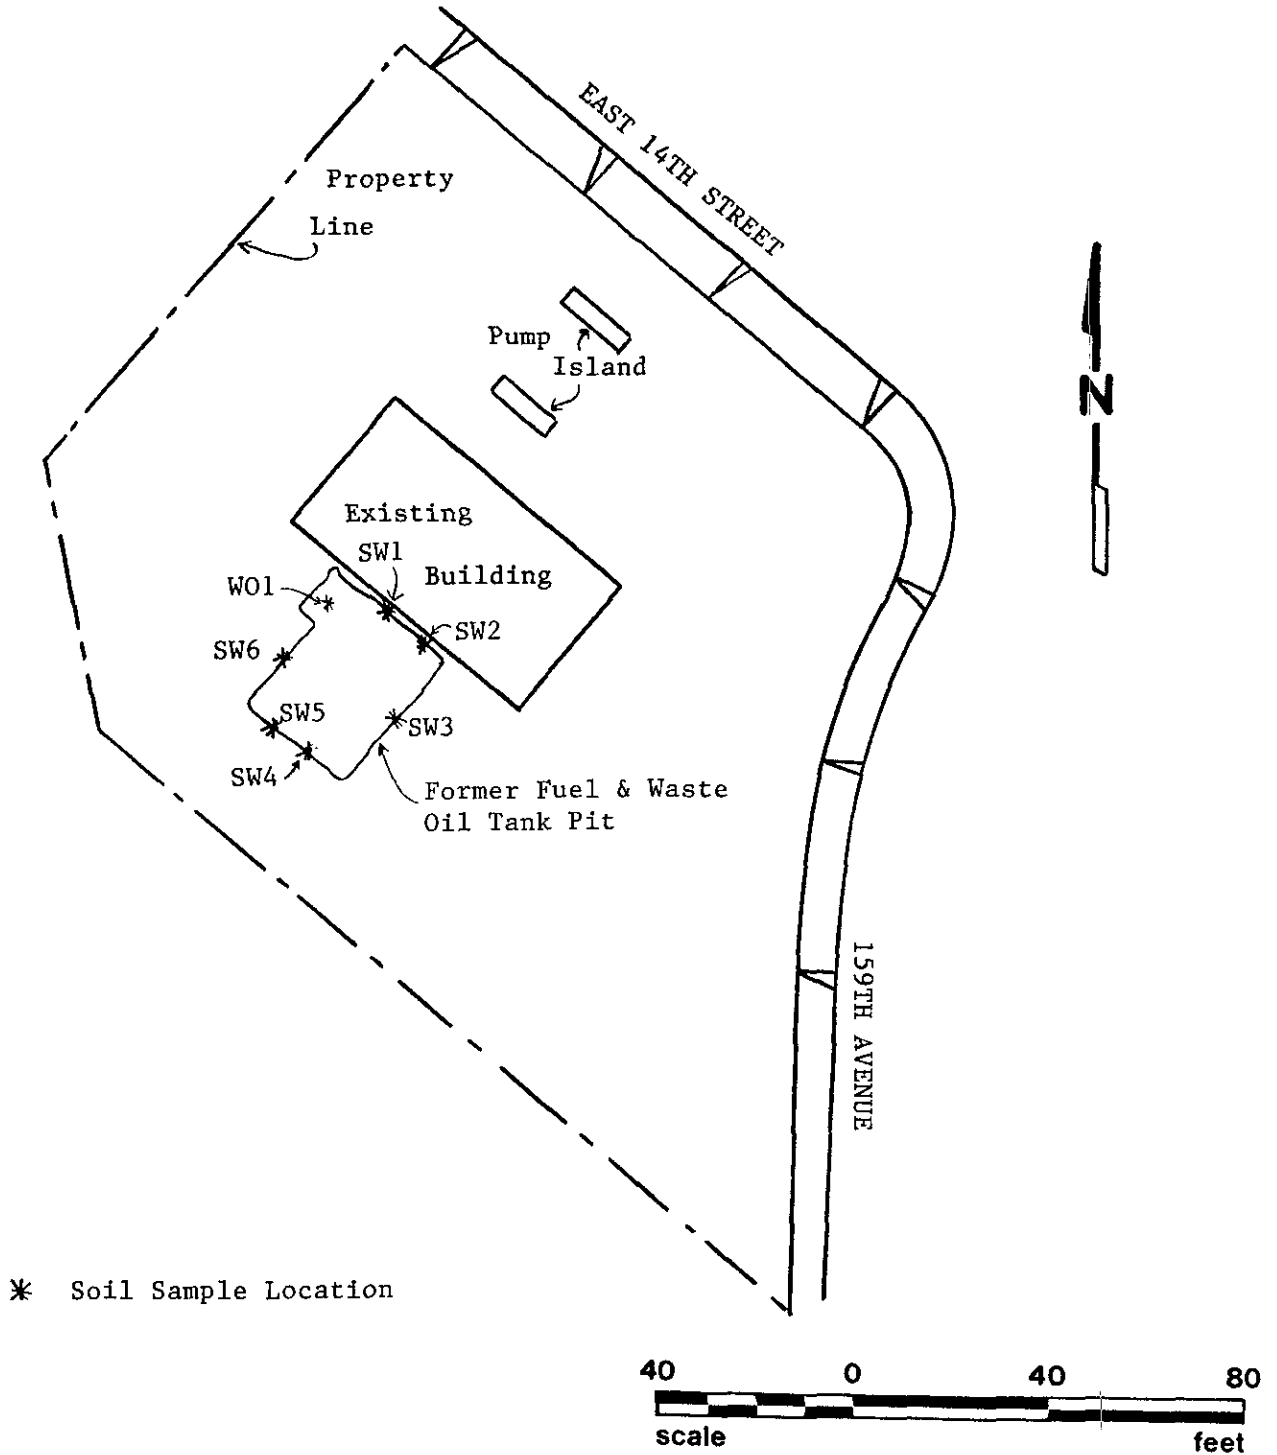 EAST 14TH STREET
Property
Line
Pump
Island
N
Existing
SW1
Building
WO1
SW2
SW6
SW5
SW3
SW4
Former Fuel & Waste
Oil Tank Pit
159TH AVENUE
* Soil Sample Location
40 0 40 80
scale feet